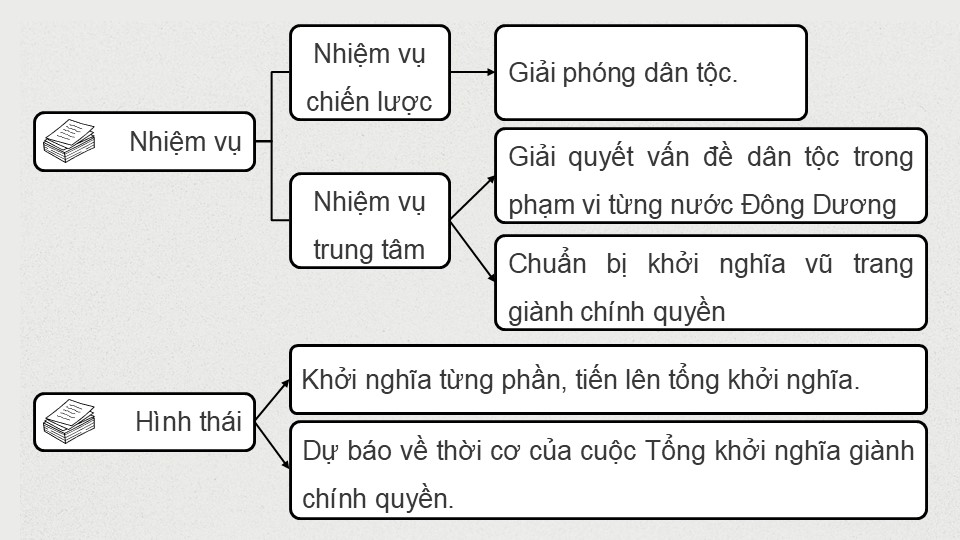 Nhiệm vụ
chiến lược
Giải phóng dân tộc.
Nhiệm vụ
Giải quyết vấn đề dân tộc trong
phạm vi từng nước Đông Dương
Nhiệm vụ
trung tâm
Chuẩn bị khởi nghĩa vũ trang
giành chính quyền
Khởi nghĩa từng phần, tiến lên tổng khởi nghĩa.
Hình thái
Dự báo về thời cơ của cuộc Tổng khởi nghĩa giành
chính quyền.